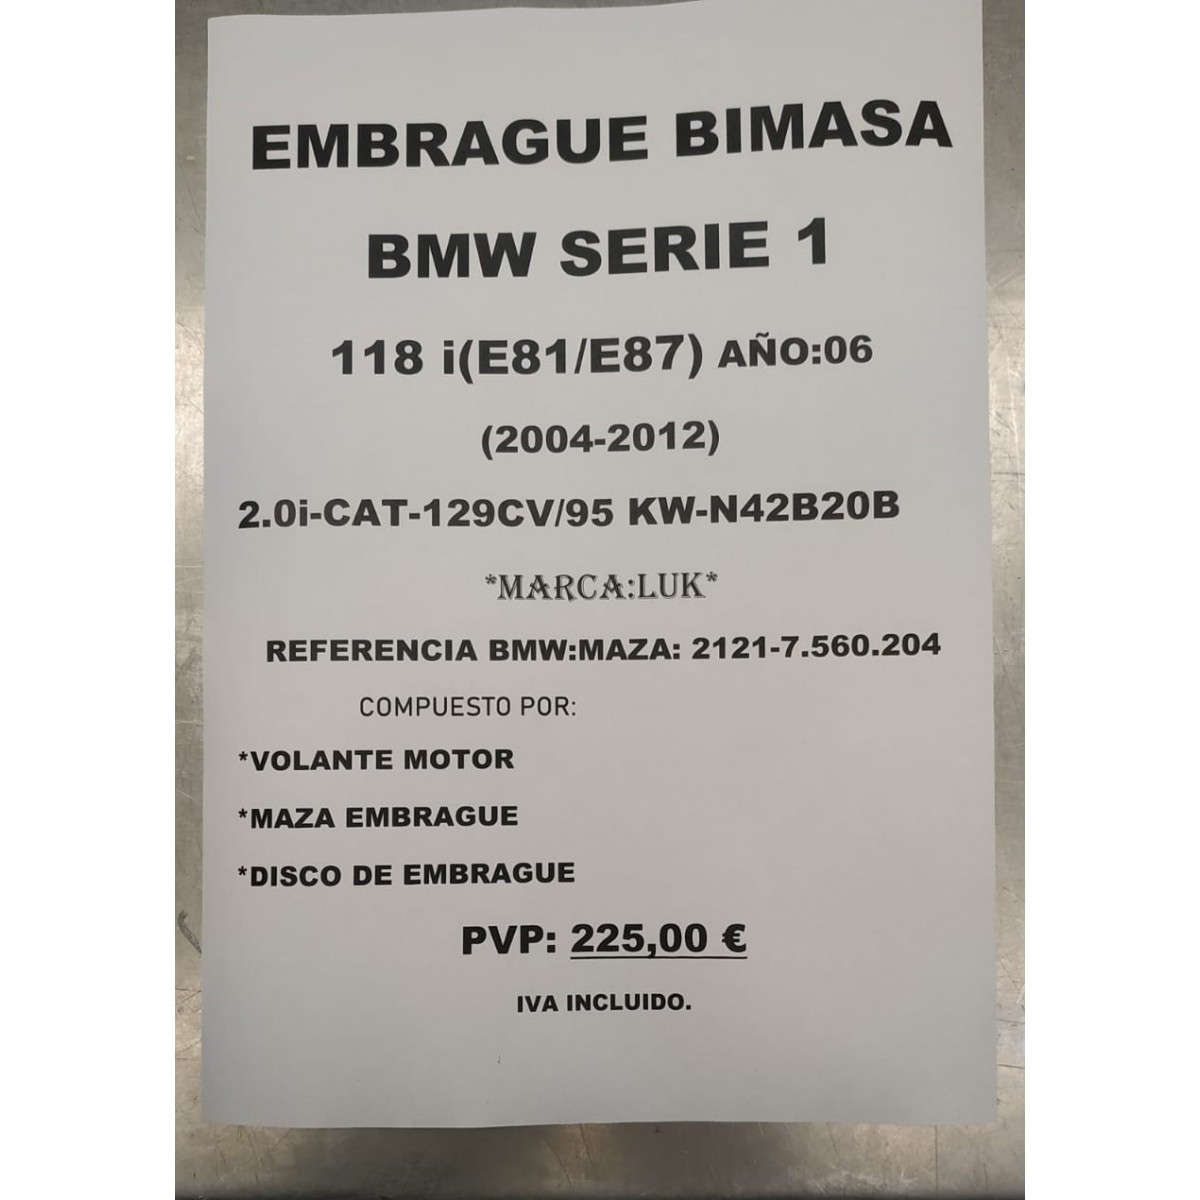 EMBRAGUE BIMASA
BMW SERIE 1
118 i(E81/E87) AÑO:06
(2004-2012)
2.0i-CAT-129CV/95 KW-N42B20B
*MARCA:LUK*
REFERENCIA BMW:MAZA: 2121-7.560.204
COMPUESTO POR:
*VOLANTE MOTOR
*MAZA EMBRAGUE
*DISCO DE EMBRAGUE
PVP: 225,00 €
IVA INCLUIDO.